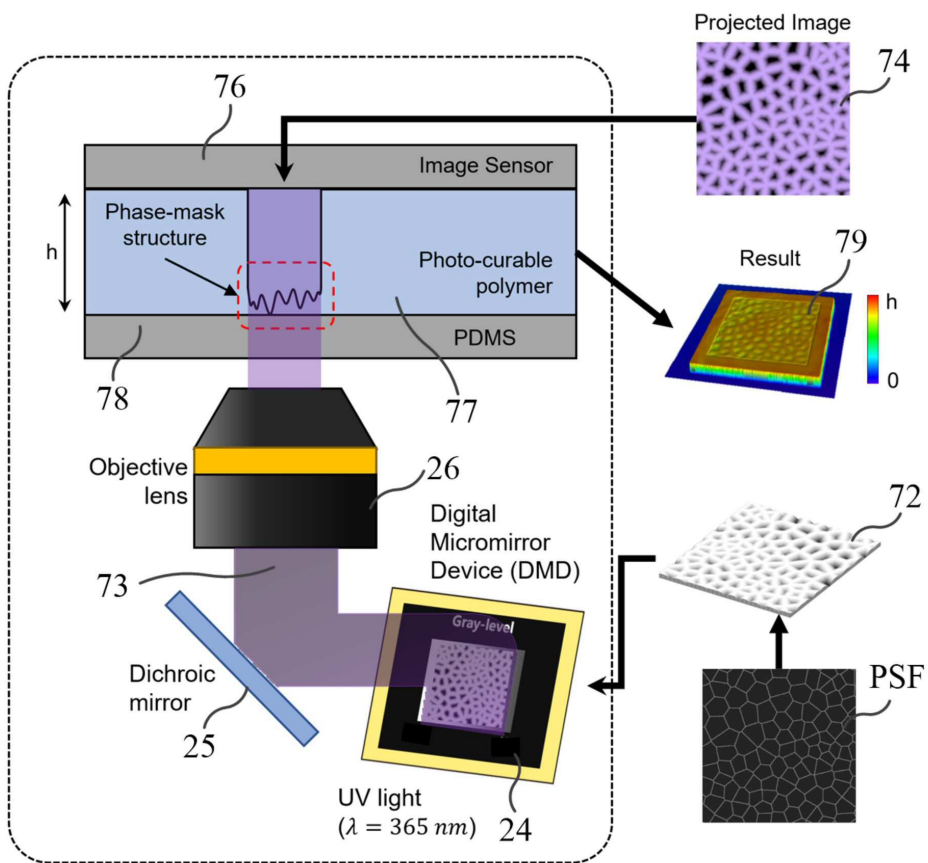 Projected Image
74
76
Image Sensor
h
Phase-mask
structure
Photo-curable
polymer
Result
79
h
0
PDMS
78
77
Objective
lens
26
72
Digital
Micromirror
Device (DMD)
73
Gray-level
PSF
Dichroic
mirror
25
UV light
(λ = 365 nm)
24